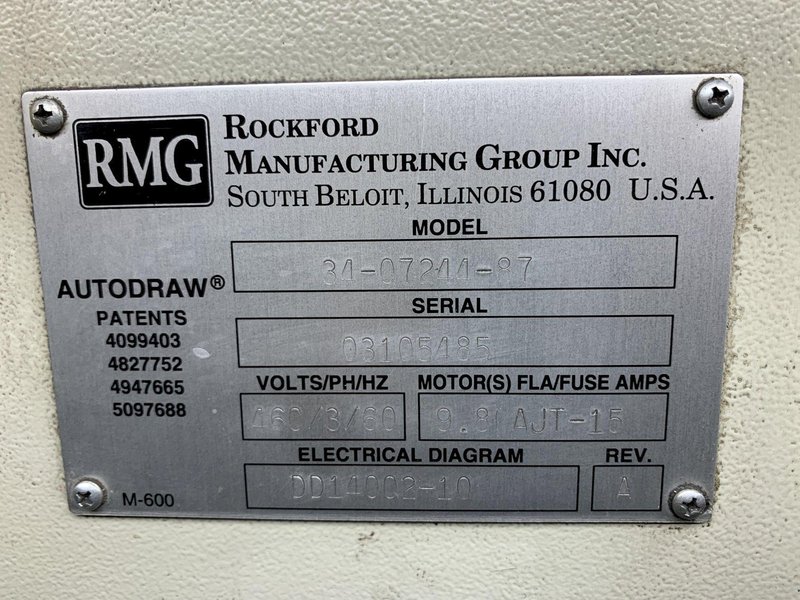 RMG
ROCKFORD
MANUFACTURING GROUP INC.
SOUTH BELOIT, ILLINOIS 61080 U.S.A.
MODEL
34-07244-87
AUTODRAW®
PATENTS
4099403
4827752
4947665
5097688
SERIAL
03105485
VOLTS/PH/HZ
460/3/60
MOTOR(S) FLA/FUSE AMPS
9.8/AJT-15
ELECTRICAL DIAGRAM
DD14002-10
REV.
A
M-600